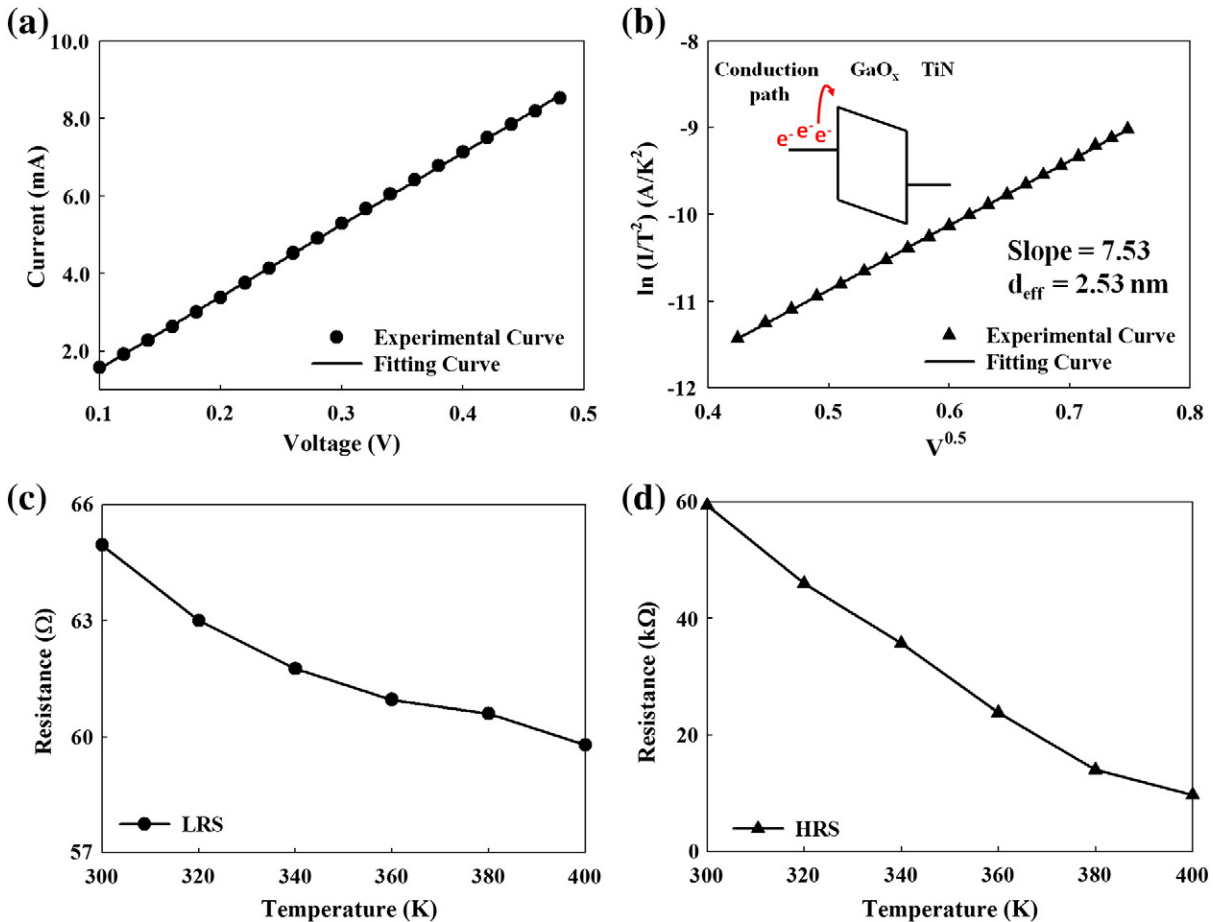 (a)
10.0
8.0
6.0
4.0
2.0
Current (mA)
Experimental Curve
Fitting Curve
0.1 0.2 0.3 0.4 0.5
Voltage (V)
(b)
-8
-9
-10
-11
-12
ln (I/T²) (A/K²)
Conduction path
GaOₓ TiN
e⁻ e⁻ e⁻
Slope = 7.53
d_eff = 2.53 nm
Experimental Curve
Fitting Curve
0.4 0.5 0.6 0.7 0.8
V^0.5
(c)
66
63
60
57
Resistance (Ω)
LRS
300 320 340 360 380 400
Temperature (K)
(d)
60
40
20
0
Resistance (kΩ)
HRS
300 320 340 360 380 400
Temperature (K)